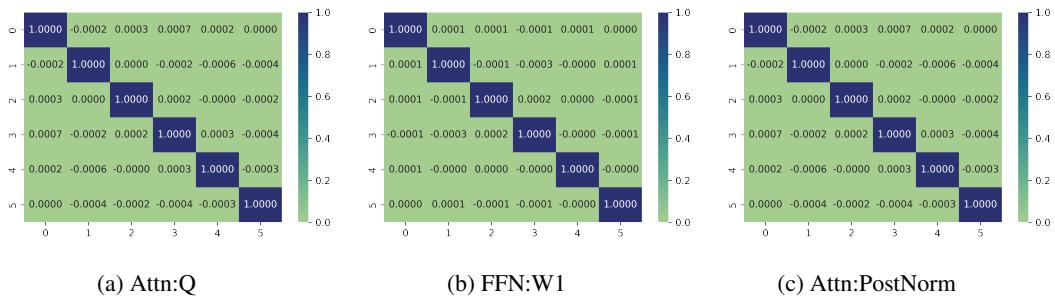 0 1.0000 -0.0002 0.0003 0.0007 0.0002 0.0000
1 -0.0002 1.0000 0.0000 -0.0002 -0.0006 -0.0004
2 0.0003 0.0000 1.0000 0.0002 -0.0000 -0.0002
3 0.0007 -0.0002 0.0002 1.0000 0.0003 -0.0004
4 0.0002 -0.0006 -0.0000 0.0003 1.0000 -0.0003
5 0.0000 -0.0004 -0.0002 -0.0004 -0.0003 1.0000
0 1 2 3 4 5
1.0
0.8
0.6
0.4
0.2
0.0
(a) Attn:Q
0 1.0000 0.0001 0.0001 -0.0001 -0.0001 0.0000
1 0.0001 1.0000 -0.0001 -0.0003 -0.0000 0.0001
2 0.0001 -0.0001 1.0000 0.0002 0.0000 -0.0001
3 -0.0001 -0.0003 0.0002 1.0000 -0.0000 -0.0001
4 -0.0001 -0.0000 0.0000 -0.0000 1.0000 -0.0001
5 0.0000 0.0001 -0.0001 -0.0001 -0.0001 1.0000
0 1 2 3 4 5
1.0
0.8
0.6
0.4
0.2
0.0
(b) FFN:W1
0 1.0000 -0.0002 0.0003 0.0007 0.0002 0.0000
1 -0.0002 1.0000 0.0000 -0.0002 -0.0006 -0.0004
2 0.0003 0.0000 1.0000 0.0002 -0.0000 -0.0002
3 0.0007 -0.0002 0.0002 1.0000 0.0003 -0.0004
4 0.0002 -0.0006 -0.0000 0.0003 1.0000 -0.0003
5 0.0000 -0.0004 -0.0002 -0.0004 -0.0003 1.0000
0 1 2 3 4 5
1.0
0.8
0.6
0.4
0.2
0.0
(c) Attn:PostNorm